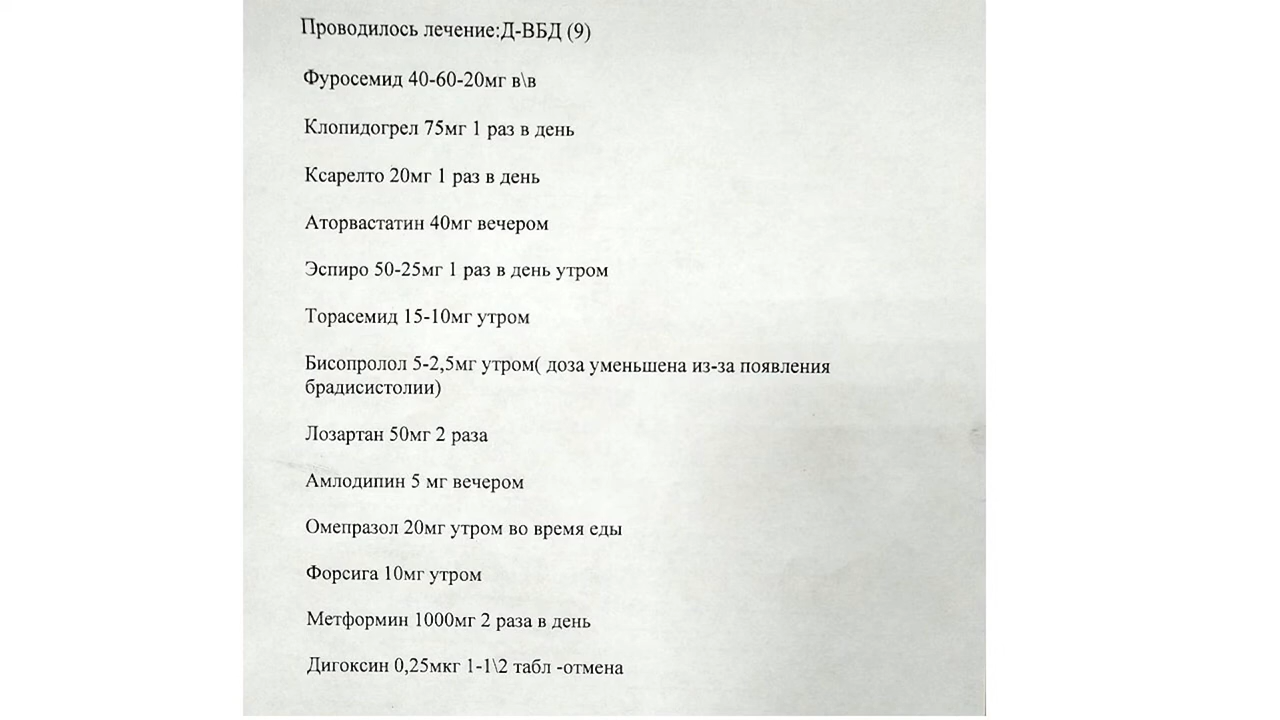 Проводилось лечение:Д-ВБД (9)
Фуросемид 40-60-20мг в\в
Клопидогрел 75мг 1 раз в день
Ксарелто 20мг 1 раз в день
Аторвастатин 40мг вечером
Эспиро 50-25мг 1 раз в день утром
Торасемид 15-10мг утром
Бисопролол 5-2,5мг утром( доза уменьшена из-за появления
брадисистолии)
Лозартан 50мг 2 раза
Амлодипин 5 мг вечером
Омепразол 20мг утром во время еды
Форсига 10мг утром
Метформин 1000мг 2 раза в день
Дигоксин 0,25мкг 1-1\2 табл -отмена